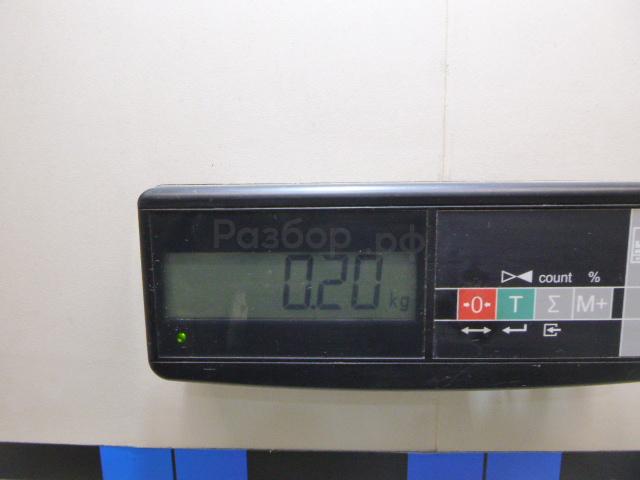 Разбор.рф
0.20 kg
count %
→0← T Σ M+